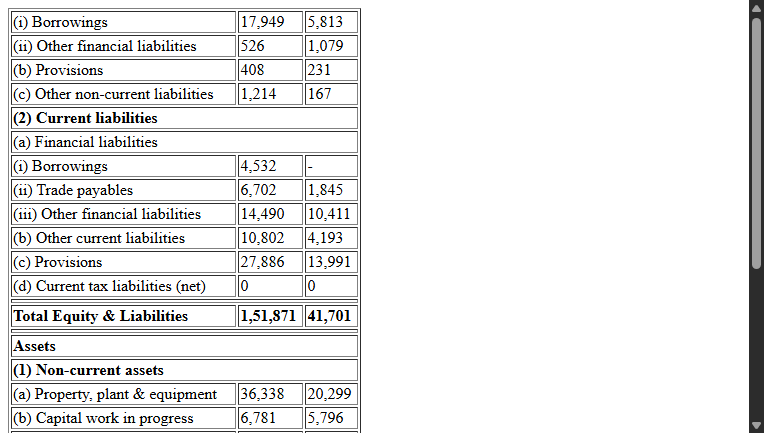 (i) Borrowings 17,949 5,813
(ii) Other financial liabilities 526 1,079
(b) Provisions 408 231
(c) Other non-current liabilities 1,214 167
(2) Current liabilities
(a) Financial liabilities
(i) Borrowings 4,532 -
(ii) Trade payables 6,702 1,845
(iii) Other financial liabilities 14,490 10,411
(b) Other current liabilities 10,802 4,193
(c) Provisions 27,886 13,991
(d) Current tax liabilities (net) 0 0
Total Equity & Liabilities 1,51,871 41,701
Assets
(1) Non-current assets
(a) Property, plant & equipment 36,338 20,299
(b) Capital work in progress 6,781 5,796